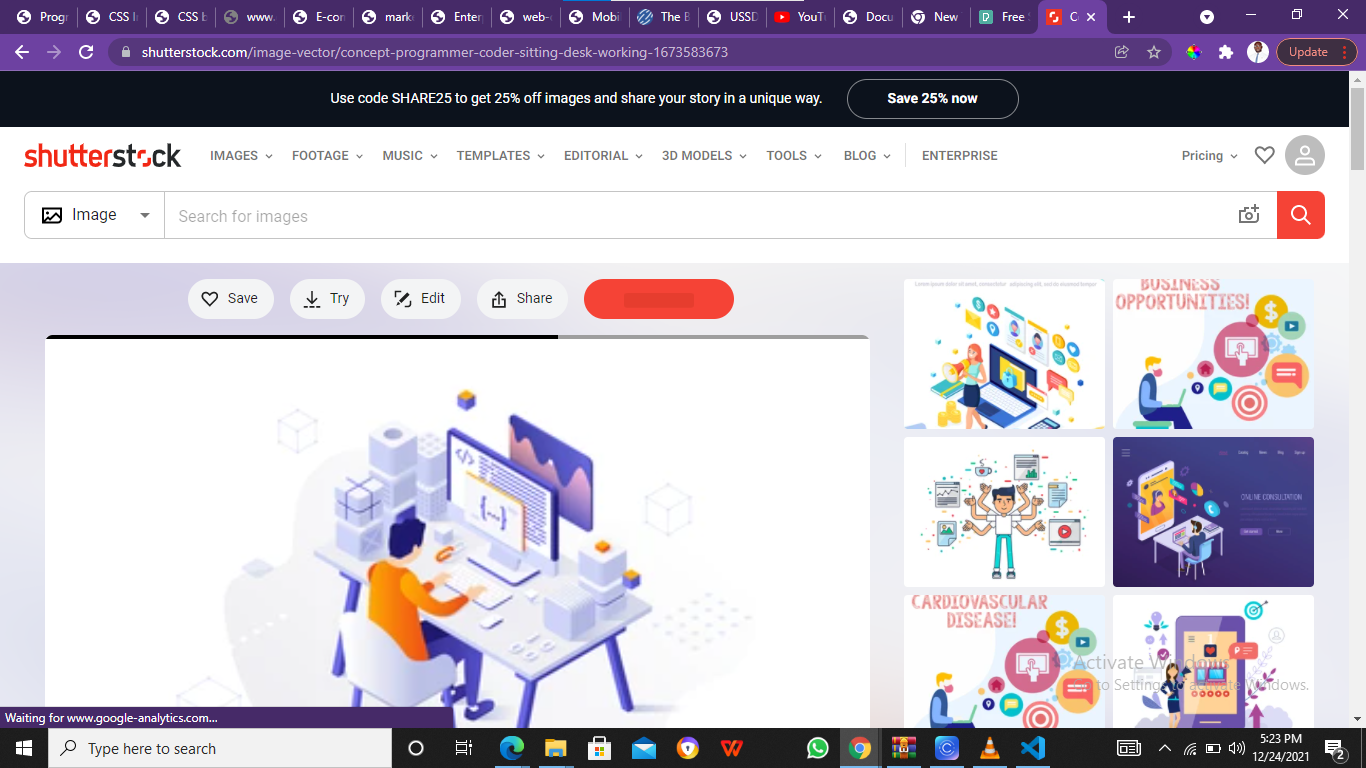 Progr
CSS I
CSS b
www.
E-con
marke
Enter
web-
Mobi
The B
USSD
YouT
Docu
New
Free
C
shutterstock.com/image-vector/concept-programmer-coder-sitting-desk-working-1673583673
Update
Use code SHARE25 to get 25% off images and share your story in a unique way.
Save 25% now
shutterstock
IMAGES
FOOTAGE
MUSIC
TEMPLATES
EDITORIAL
3D MODELS
TOOLS
BLOG
ENTERPRISE
Pricing
Image
Search for images
Save
Try
Edit
Share
BUSINESS
OPPORTUNITIES!
</>
{...}
ONLINE CONSULTATION
CARDIOVASCULAR
DISEASE!
Activate Windows
to Settings to activate Windows.
Waiting for www.google-analytics.com...
Type here to search
5:23 PM
12/24/2021
2